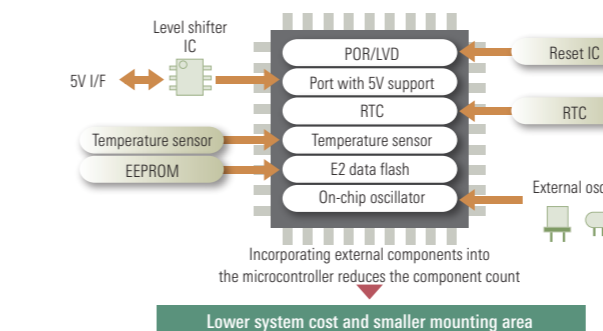 Level shifter
IC
5V I/F
POR/LVD
Reset IC
Port with 5V support
RTC
RTC
Temperature sensor
Temperature sensor
EEPROM
E2 data flash
On-chip oscillator
External osc
Incorporating external components into
the microcontroller reduces the component count
Lower system cost and smaller mounting area